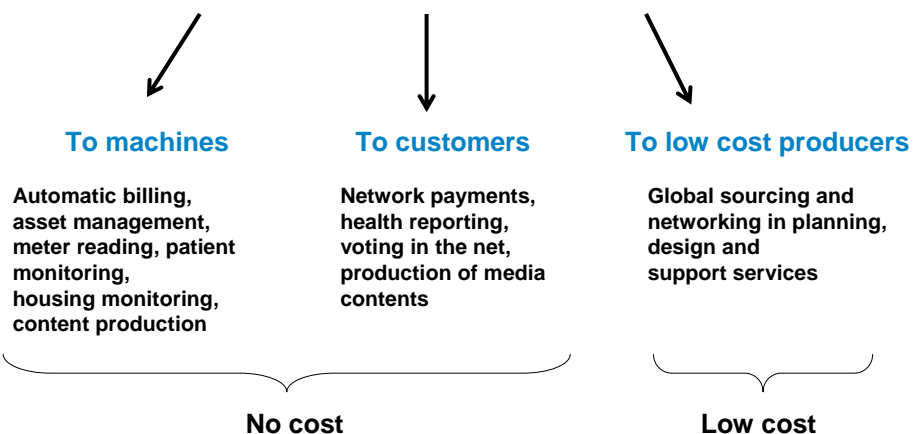 To machines
To customers
To low cost producers
Automatic billing,
asset management,
meter reading, patient
monitoring,
housing monitoring,
content production
Network payments,
health reporting,
voting in the net,
production of media
contents
Global sourcing and
networking in planning,
design and
support services
No cost
Low cost